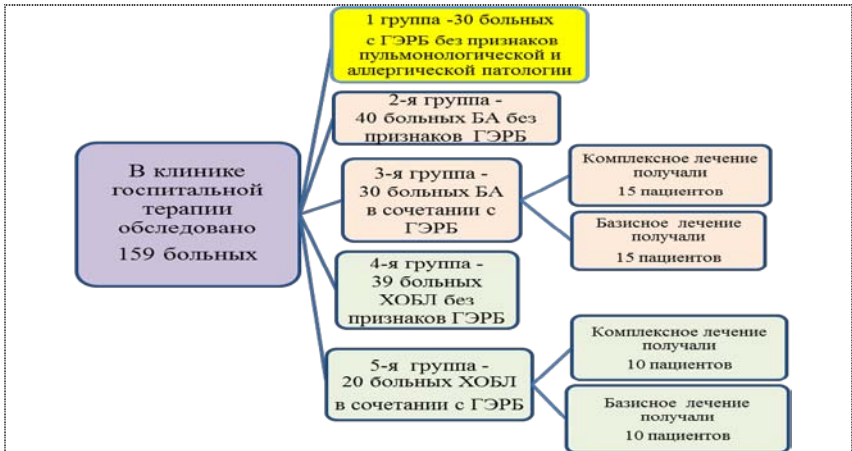 В клинике
госпитальной
терапии
обследовано
159 больных
1 группа -30 больных
с ГЭРБ без признаков
пульмонологической и
аллергической патологии
2-я группа -
40 больных БА без
признаков ГЭРБ
3-я группа -
30 больных БА
в сочетании с
ГЭРБ
Комплексное лечение
получали
15 пациентов
Базисное лечение
получали
15 пациентов
4-я группа -
39 больных
ХОБЛ без
признаков ГЭРБ
5-я группа -
20 больных ХОБЛ
в сочетании с ГЭРБ
Комплексное лечение
получали
10 пациентов
Базисное лечение
получали
10 пациентов